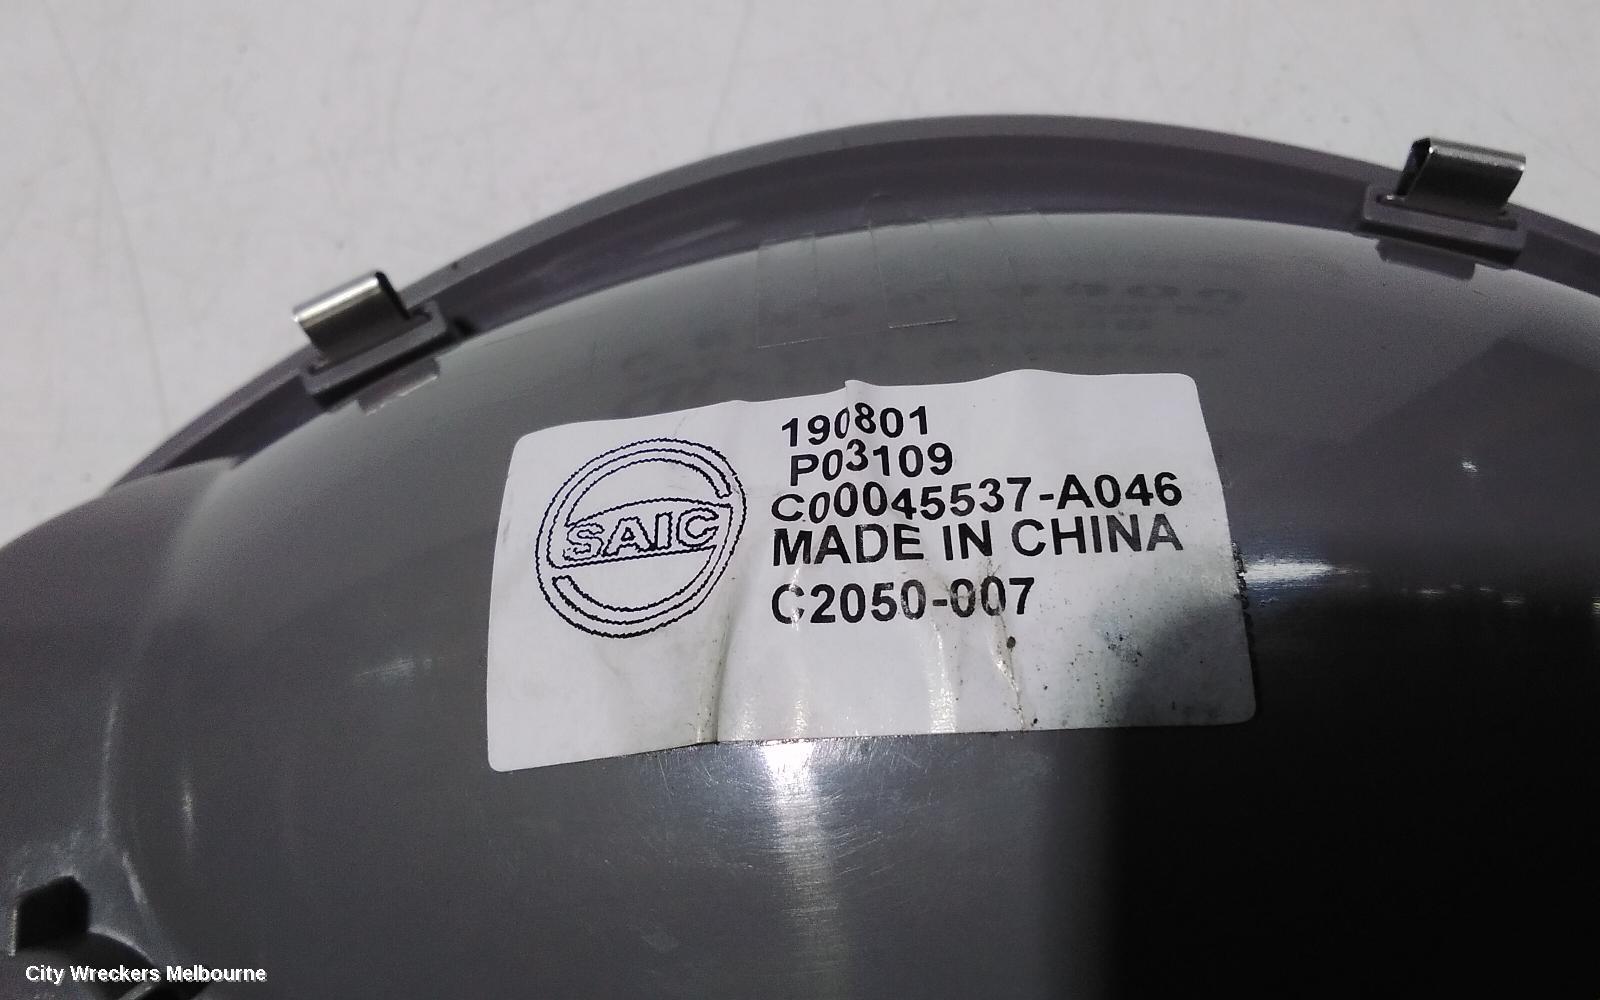 190801
P03109
C00045537-A046
SAIC
MADE IN CHINA
C2050-007
City Wreckers Melbourne